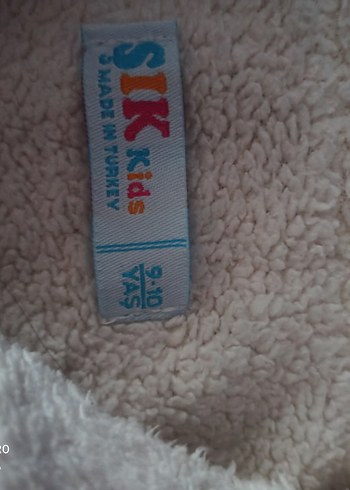 SIK Kids
MADE IN TURKEY
9-10
YAŞ